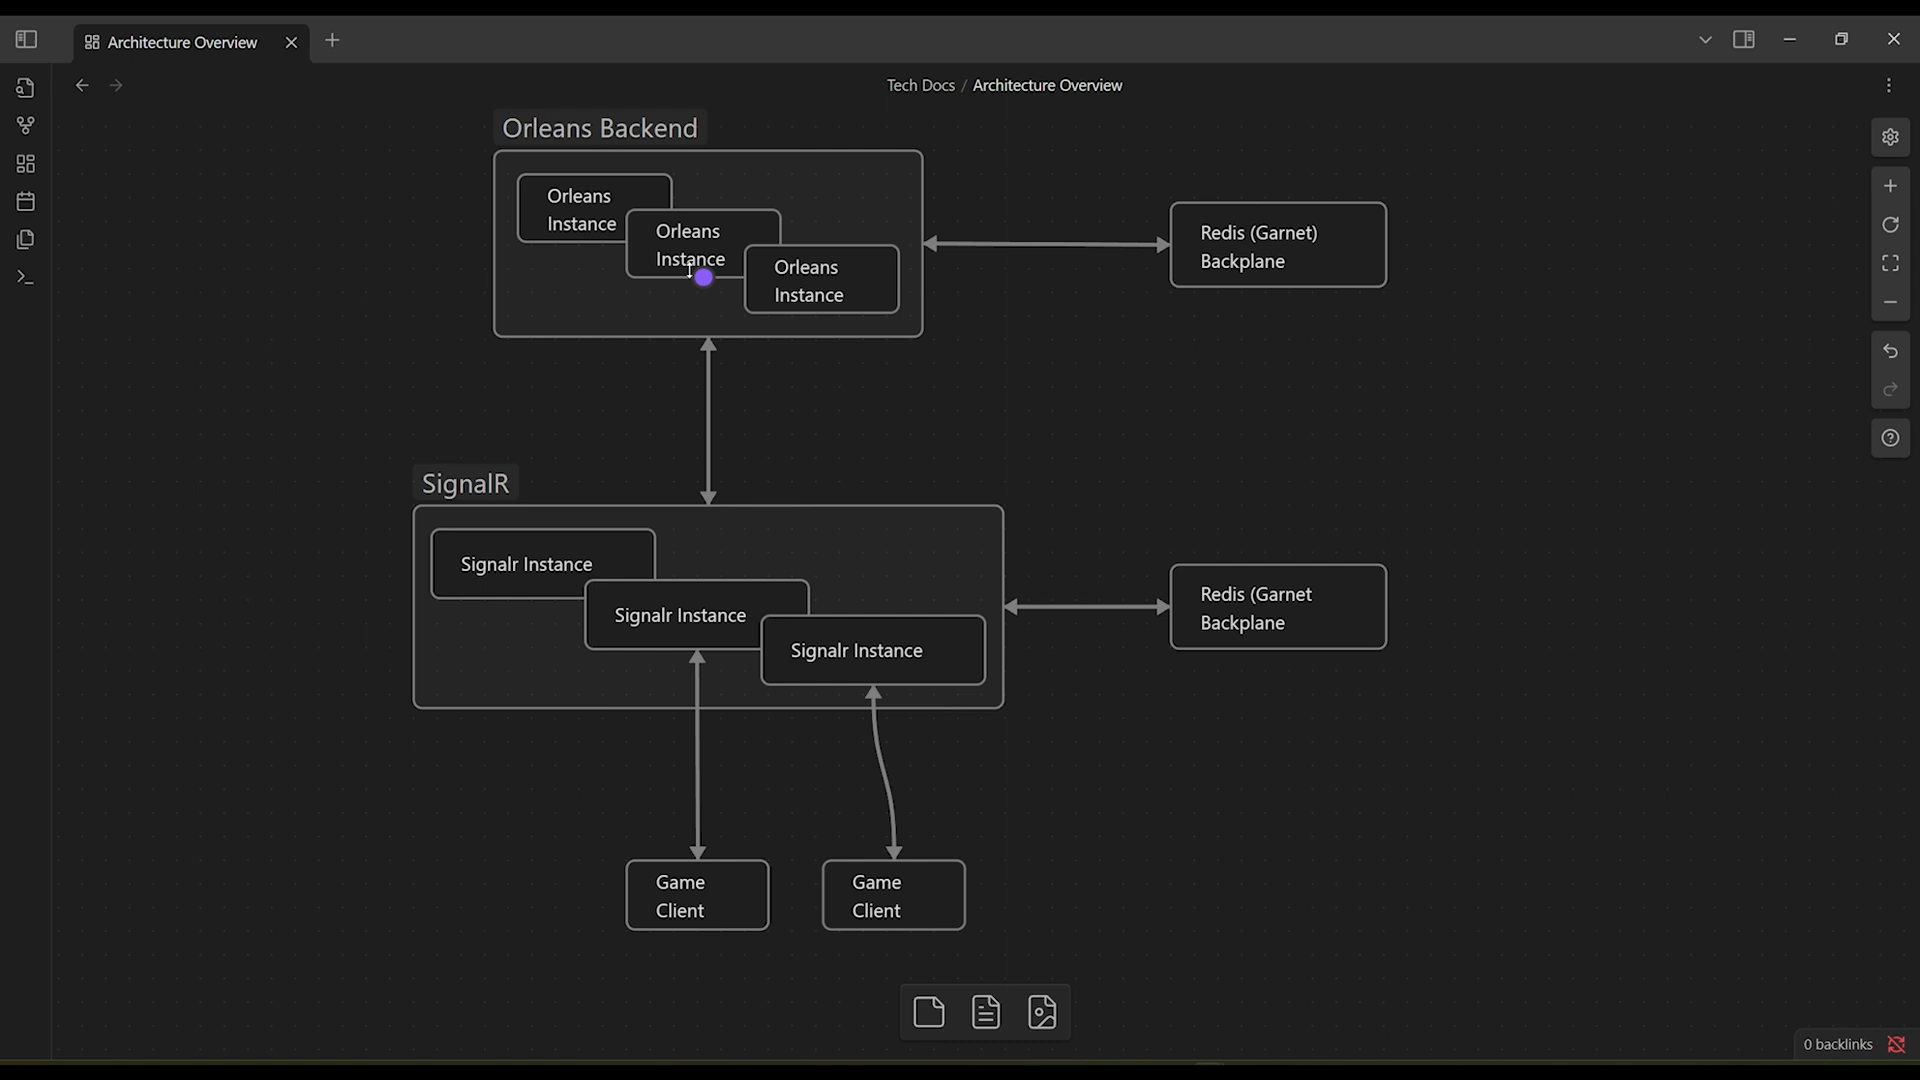 Architecture Overview
Tech Docs / Architecture Overview
Orleans Backend
Orleans
Instance
Orleans
Instance
Orleans
Instance
Redis (Garnet)
Backplane
SignalR
Signalr Instance
Signalr Instance
Signalr Instance
Redis (Garnet
Backplane
Game
Client
Game
Client
0 backlinks